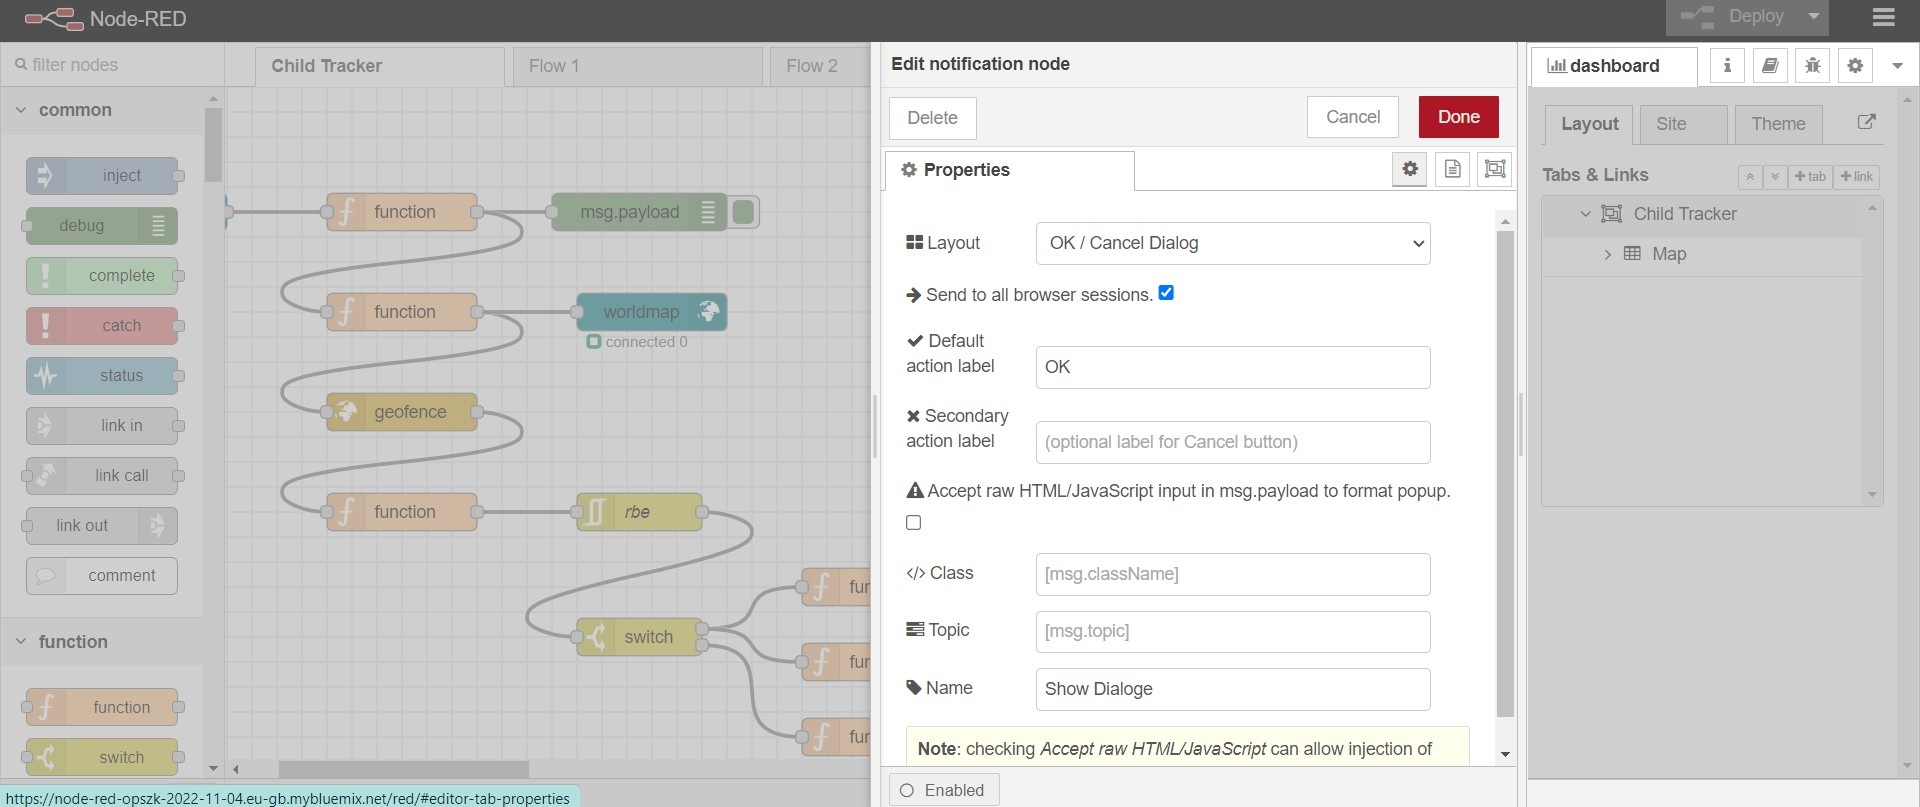 Node-RED
Deploy
filter nodes
Child Tracker
Flow 1
Flow 2
common
inject
debug
complete
catch
status
link in
link call
link out
comment
function
function
switch
function
msg.payload
function
worldmap
connected 0
geofence
function
rbe
switch
fur
fur
fur
Edit notification node
Delete
Cancel
Done
Properties
Layout
OK / Cancel Dialog
Send to all browser sessions.
Default
action label
OK
Secondary
action label
(optional label for Cancel button)
Accept raw HTML/JavaScript input in msg.payload to format popup.
Class
[msg.className]
Topic
[msg.topic]
Name
Show Dialoge
Note: checking Accept raw HTML/JavaScript can allow injection of
Enabled
dashboard
Layout
Site
Theme
Tabs & Links
tab
link
Child Tracker
Map
https://node-red-opszk-2022-11-04.eu-gb.mybluemix.net/red/#editor-tab-properties